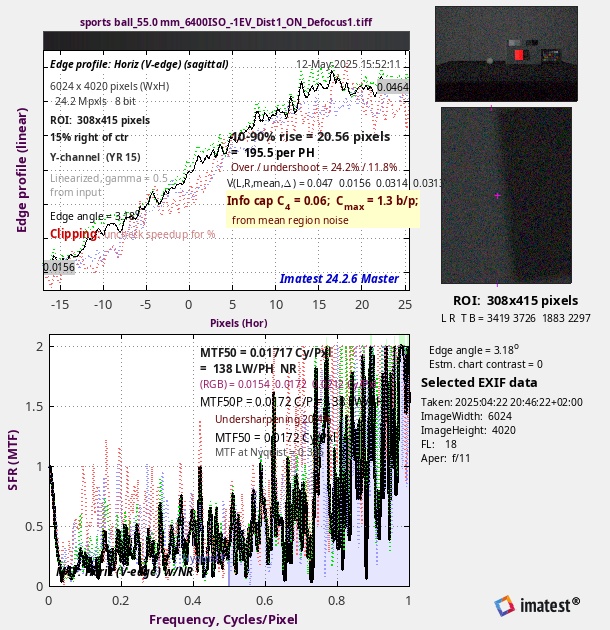 sports ball_55.0 mm_6400ISO_-1EV_Dist1_ON_Defocus1.tiff
Edge profile: Horiz (V-edge) (sagittal)
12-May-2025 15:52:11
6024 x 4020 pixels (WxH)
24.2 Mpxls 8 bit
0.0464
ROI: 308x415 pixels
15% right of ctr
10-90% rise = 20.56 pixels
= 195.5 per PH
Y-channel (YR 15)
Over / undershoot = 24.2% / 11.8%
Linearized, gamma = 0.5
from input
V(L,R,mean,Δ) = 0.047 0.0156 0.0314 0.0313
Info cap C4 = 0.06; Cmax = 1.3 b/p;
from mean region noise
Edge angle = 3.18°
Clipping: uncheck speedup for %
0.0156
Imatest 24.2.6 Master
Edge profile (linear)
-15 -10 -5 0 5 10 15 20 25
Pixels (Hor)
ROI: 308x415 pixels
L R T B = 3419 3726 1883 2297
Edge angle = 3.18°
Estm. chart contrast = 0
Selected EXIF data
Taken: 2025:04:22 20:46:22+02:00
ImageWidth: 6024
ImageHeight: 4020
FL: 18
Aper: f/11
MTF50 = 0.01717 Cy/Pxl
= 138 LW/PH NR
(RGB) = 0.0154 0.0172
MTF50P = 0.0172 C/P
Undersharpening
MTF50 = 0.0172 Cy/Pxl
MTF at Nyquist =
MTF: Horiz (V-edge) w/NR
SFR (MTF)
2
1.5
1
0.5
0
0 0.2 0.4 0.6 0.8 1
Frequency, Cycles/Pixel
imatest®